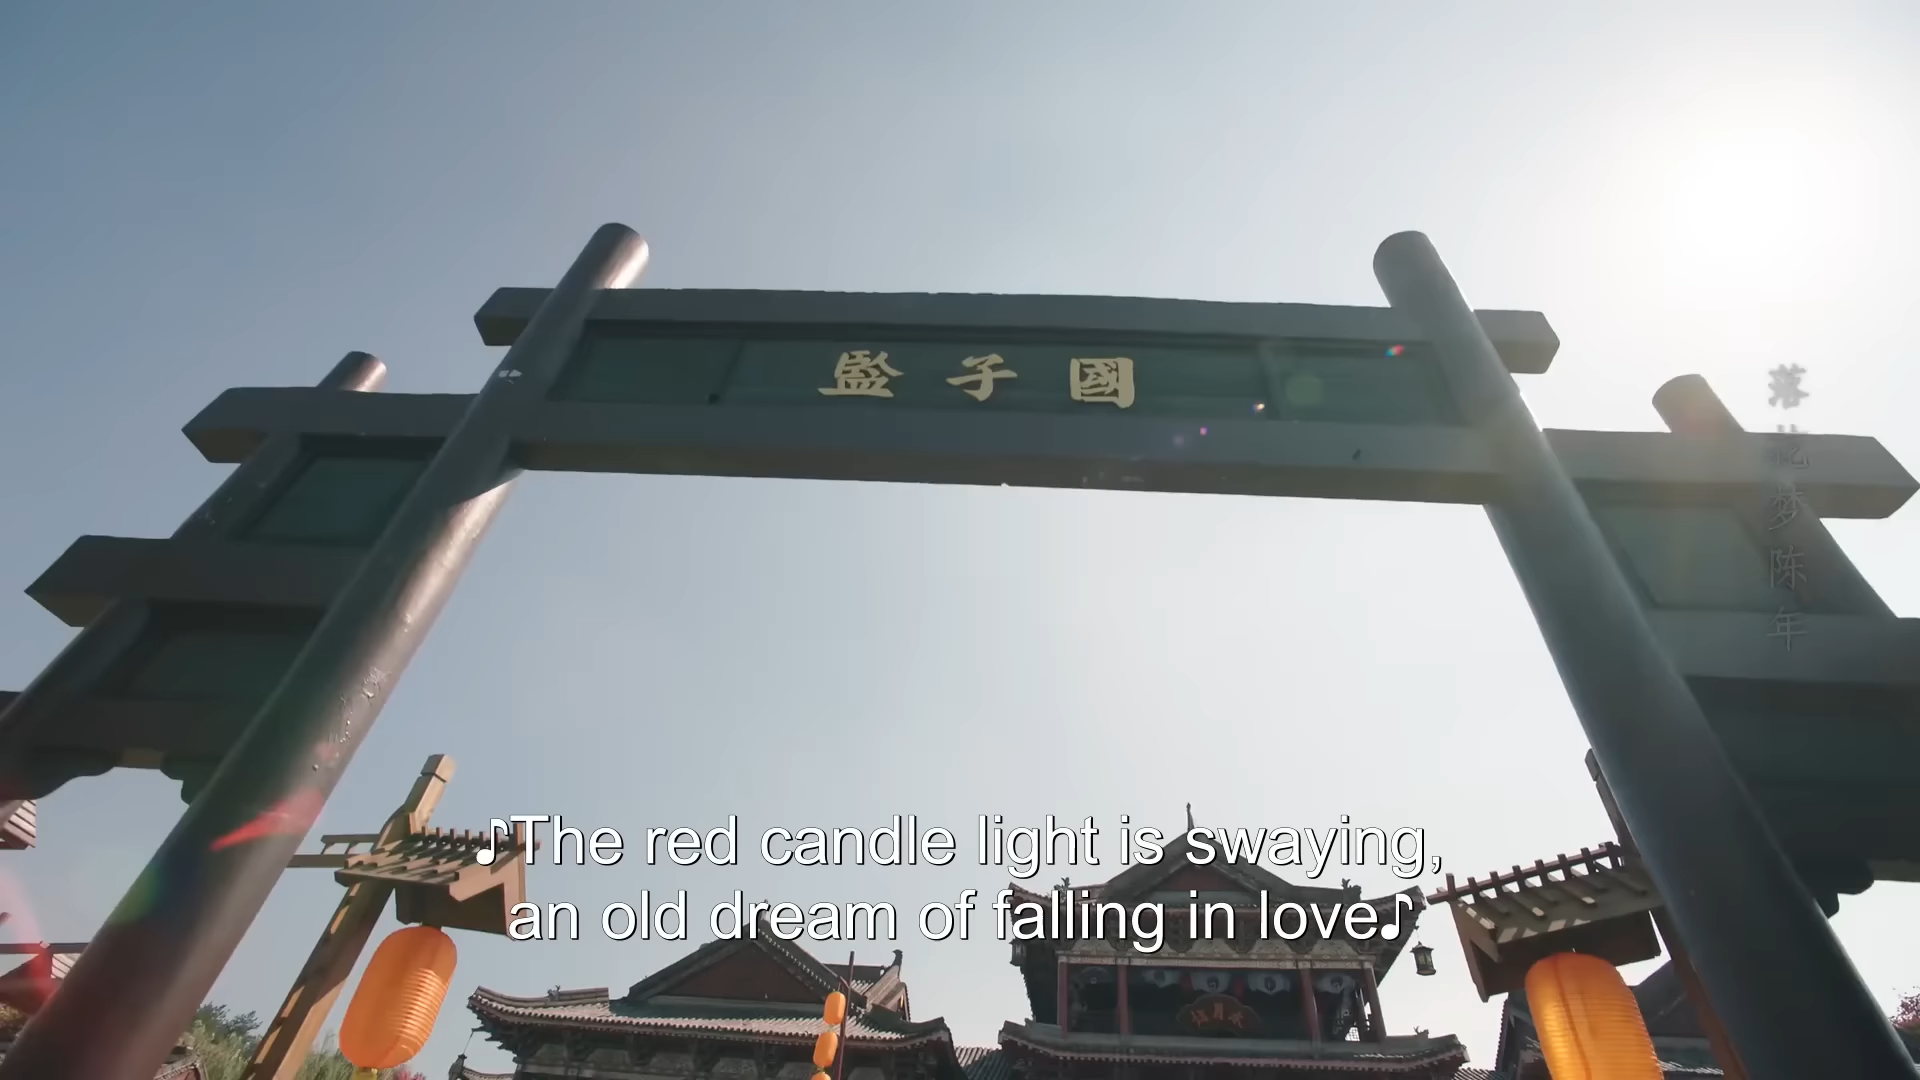 國子監
落花梦陈年
♪The red candle light is swaying,
an old dream of falling in love♪